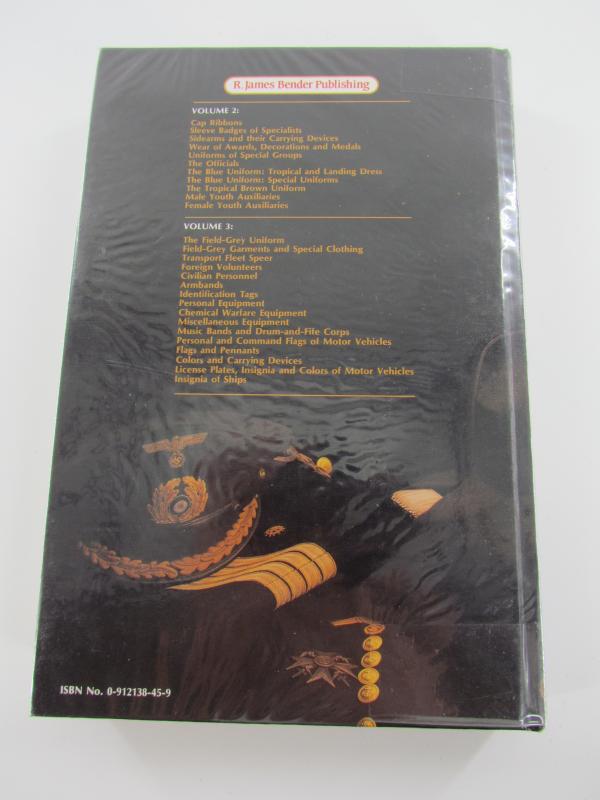 R. James Bender Publishing
VOLUME 2:
Cap Ribbons
Sleeve Badges of Specialists
Sidearms and their Carrying Devices
Wear of Awards, Decorations and Medals
Uniforms of Special Groups
The Officials
The Blue Uniform: Tropical and Landing Dress
The Blue Uniform: Special Uniforms
The Tropical Brown Uniform
Male Youth Auxiliaries
Female Youth Auxiliaries
VOLUME 3:
The Field-Grey Uniform
Field-Grey Garments and Special Clothing
Transport Fleet Speer
Foreign Volunteers
Civilian Personnel
Armbands
Identification Tags
Personal Equipment
Chemical Warfare Equipment
Miscellaneous Equipment
Music Bands and Drum-and-Fife Corps
Personal and Command Flags of Motor Vehicles
Flags and Pennants
Colors and Carrying Devices
License Plates, Insignia and Colors of Motor Vehicles
Insignia of Ships
ISBN No. 0-912138-45-9